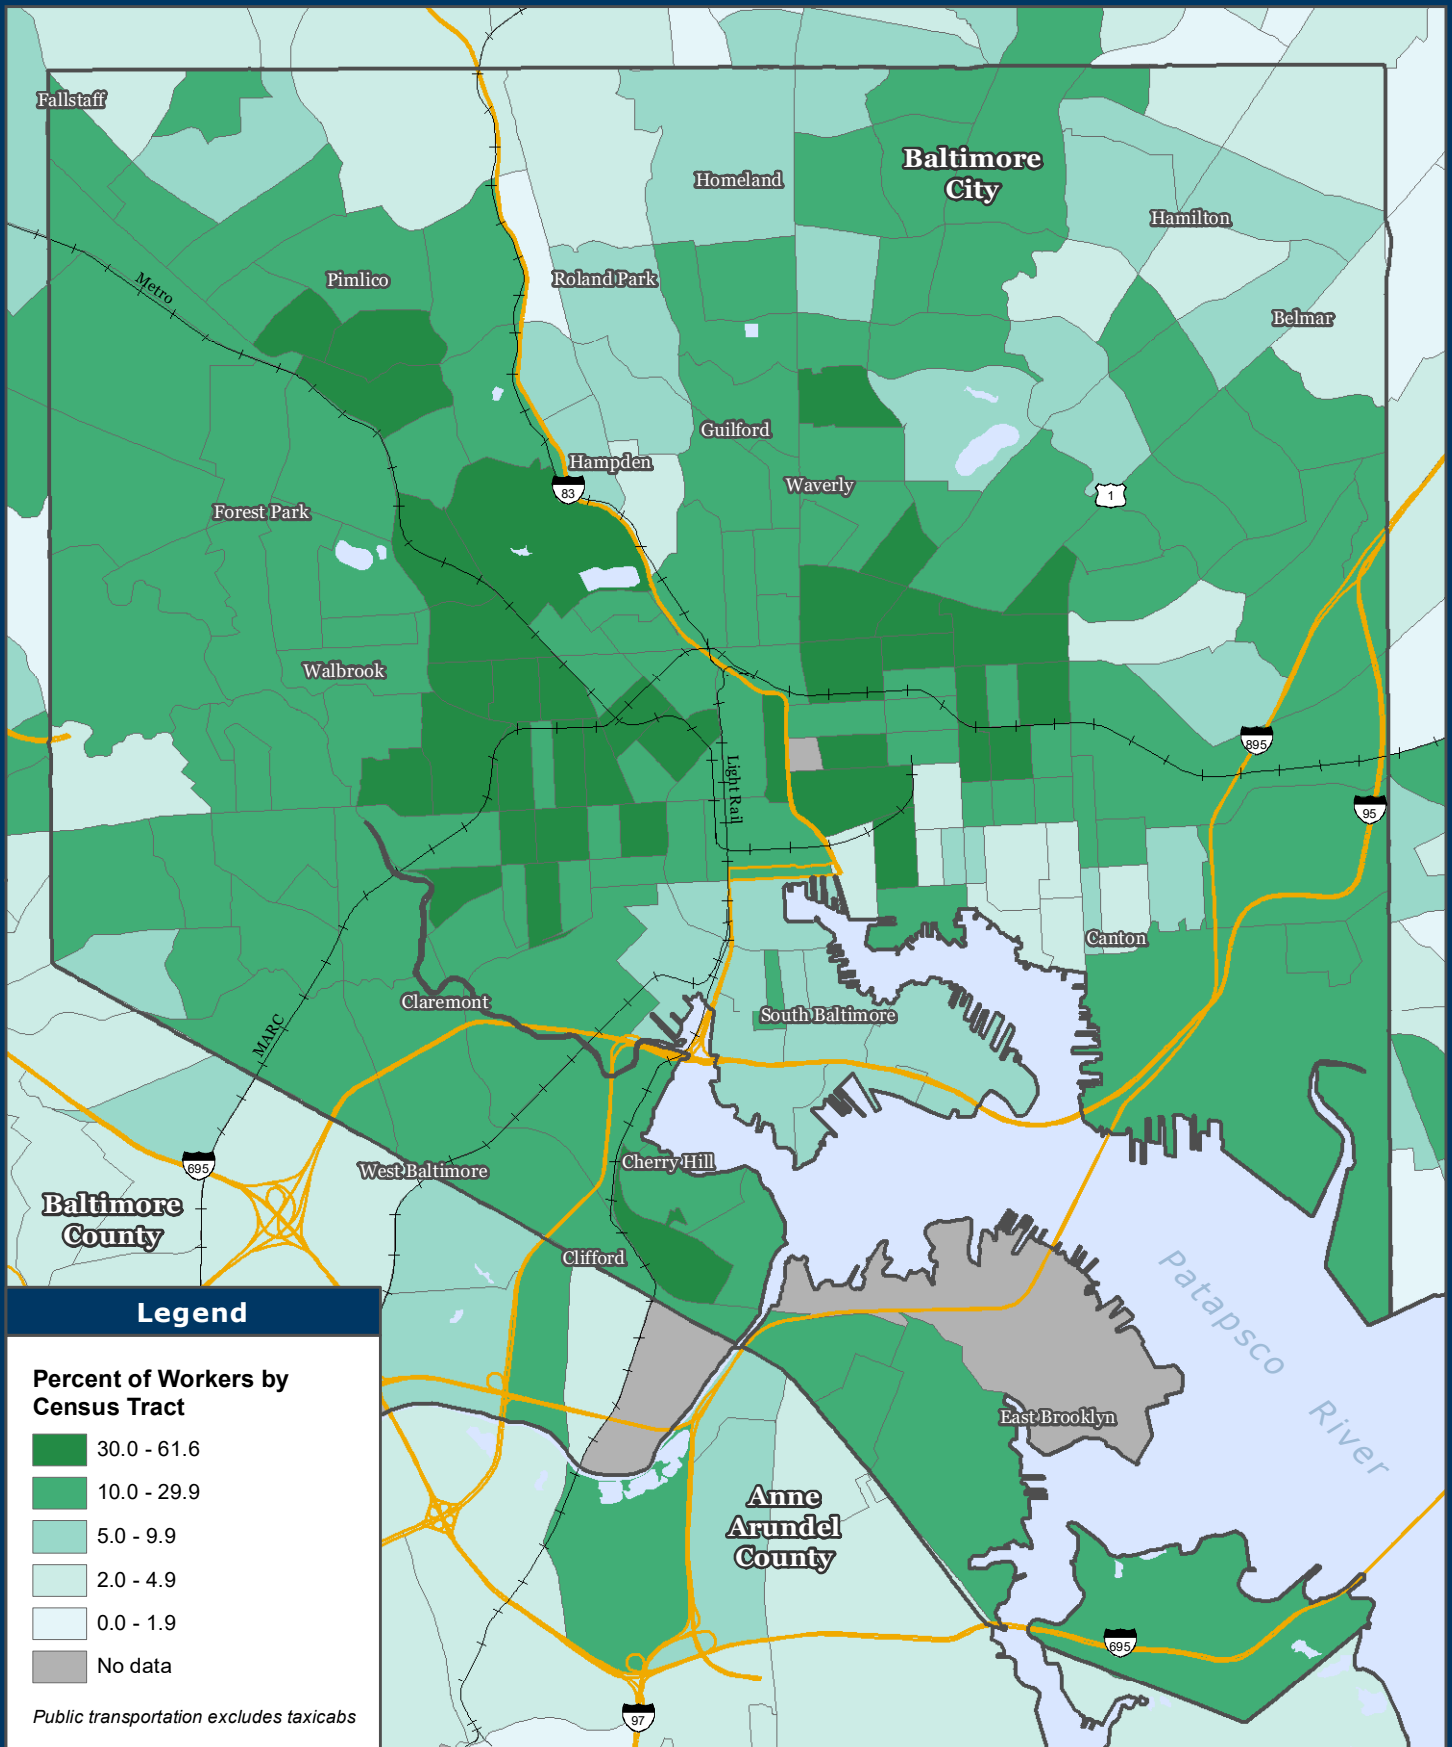 Fallstaff
Baltimore
City
Homeland
Hamilton
Metro
Pimlico
Roland Park
Belmar
Guilford
Hampden
Waverly
83
1
Forest Park
Walbrook
895
Light Rail
95
Canton
Claremont
South Baltimore
MARC
695
West Baltimore
Cherry Hill
Baltimore
County
Clifford
Patapsco
River
East Brooklyn
Anne
Arundel
County
695
97
Legend
Percent of Workers by
Census Tract
30.0 - 61.6
10.0 - 29.9
5.0 - 9.9
2.0 - 4.9
0.0 - 1.9
No data
Public transportation excludes taxicabs